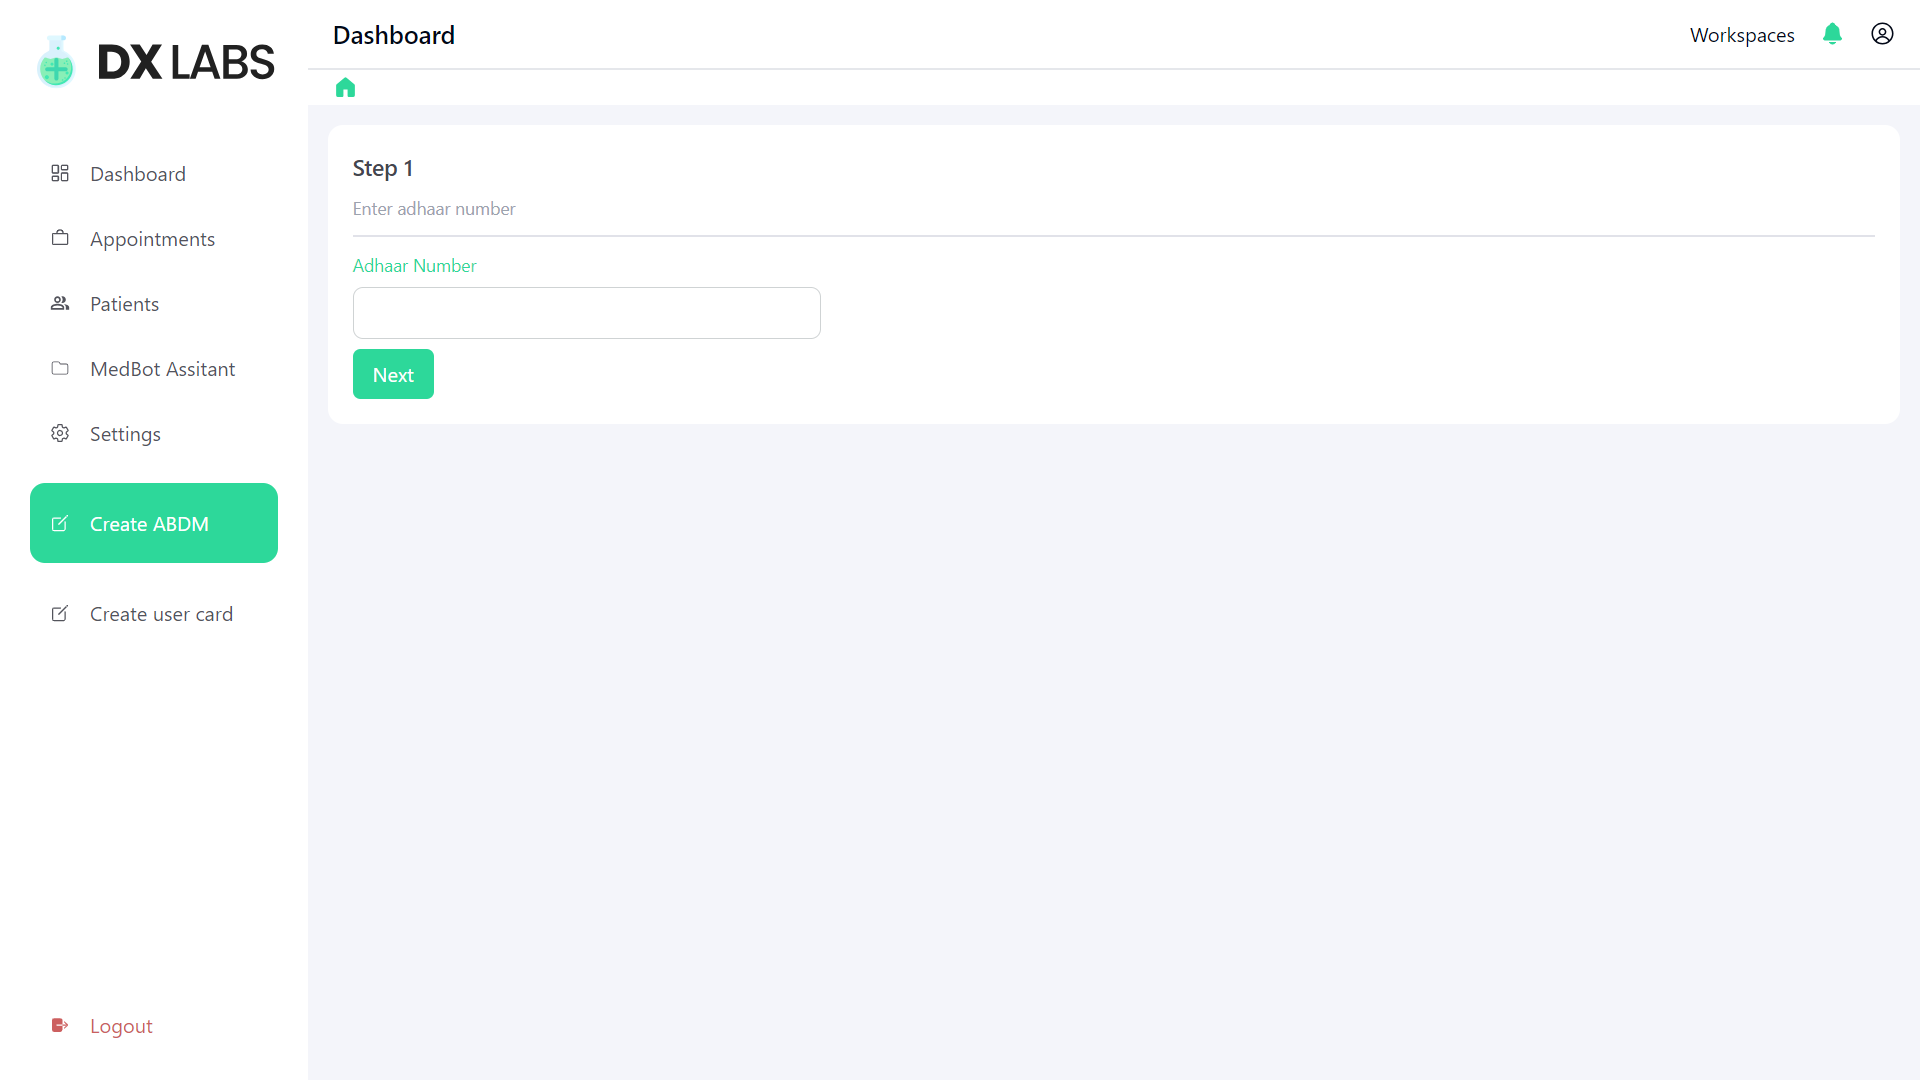 DX LABS
Dashboard
Appointments
Patients
MedBot Assitant
Settings
Create ABDM
Create user card
Logout
Dashboard
Workspaces
Step 1
Enter adhaar number
Adhaar Number
Next